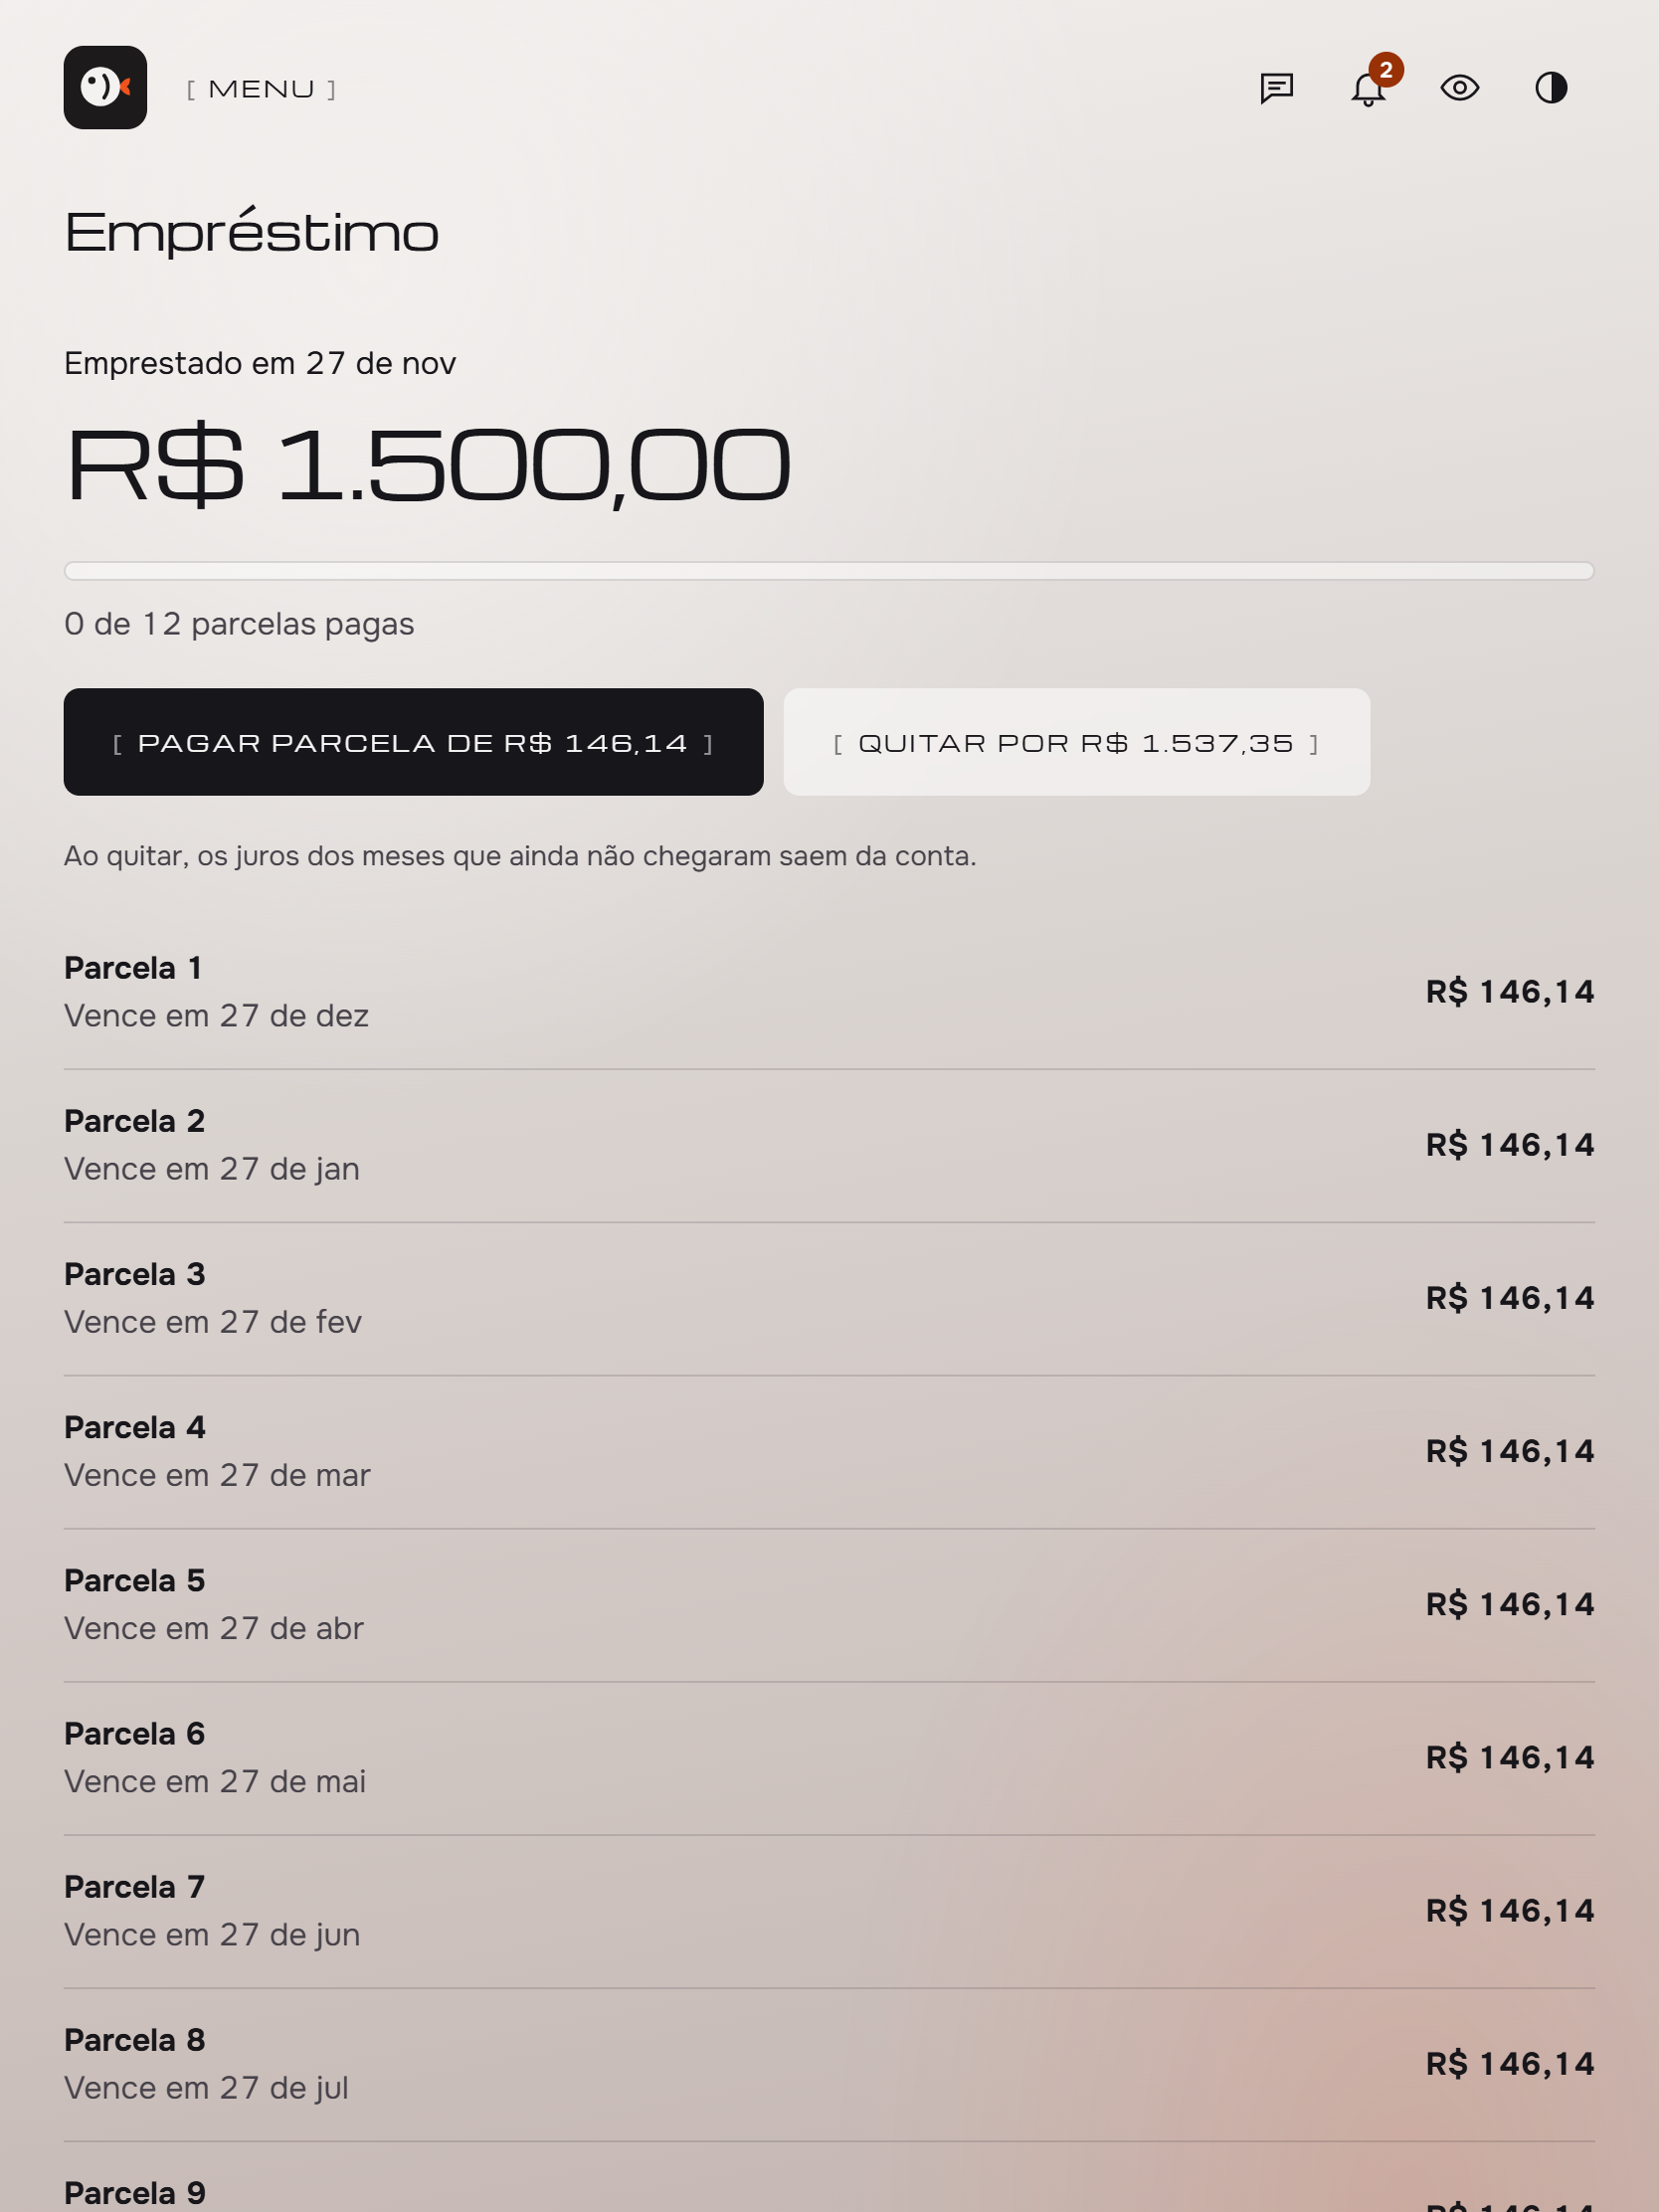 [ MENU ]
2
Empréstimo
Emprestado em 27 de nov
R$ 1.500,00
0 de 12 parcelas pagas
[ PAGAR PARCELA DE R$ 146,14 ]
[ QUITAR POR R$ 1.537,35 ]
Ao quitar, os juros dos meses que ainda não chegaram saem da conta.
Parcela 1
Vence em 27 de dez
R$ 146,14
Parcela 2
Vence em 27 de jan
R$ 146,14
Parcela 3
Vence em 27 de fev
R$ 146,14
Parcela 4
Vence em 27 de mar
R$ 146,14
Parcela 5
Vence em 27 de abr
R$ 146,14
Parcela 6
Vence em 27 de mai
R$ 146,14
Parcela 7
Vence em 27 de jun
R$ 146,14
Parcela 8
Vence em 27 de jul
R$ 146,14
Parcela 9